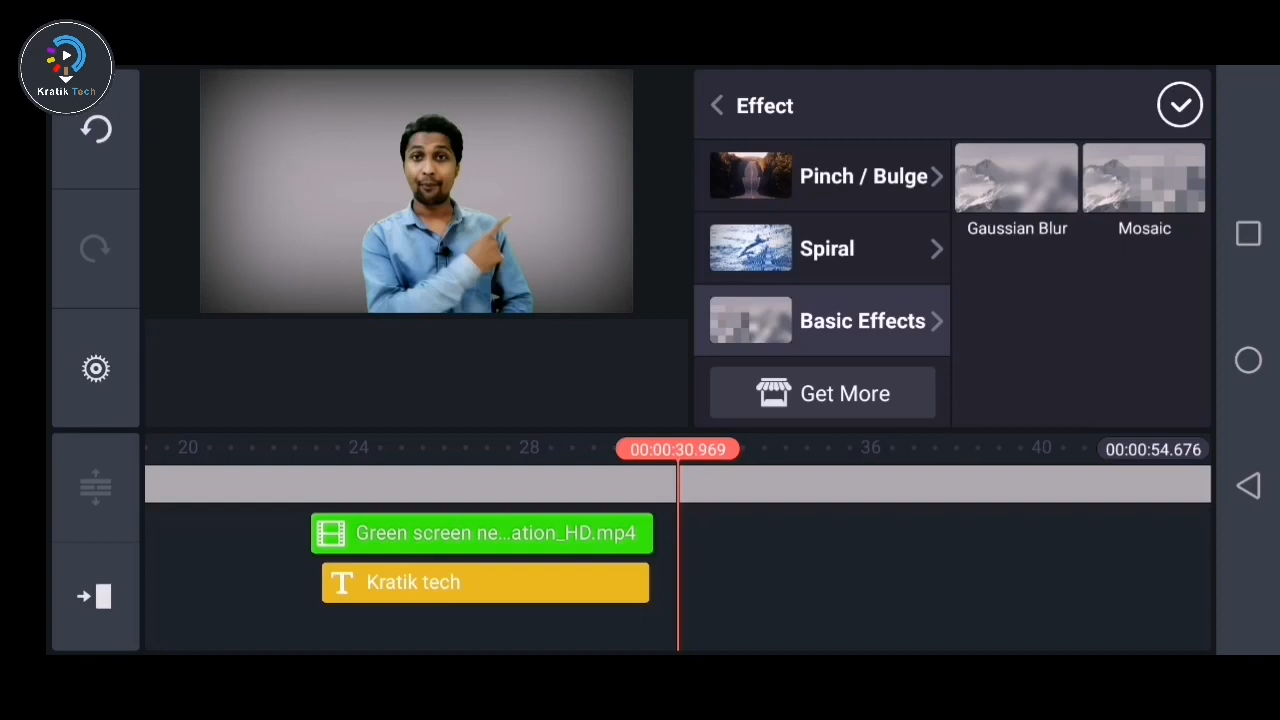 Kratik Tech
Effect
Pinch / Bulge
Spiral
Basic Effects
Get More
Gaussian Blur
Mosaic
20
24
28
00:00:30.969
36
40
00:00:54.676
Green screen ne...ation_HD.mp4
T Kratik tech